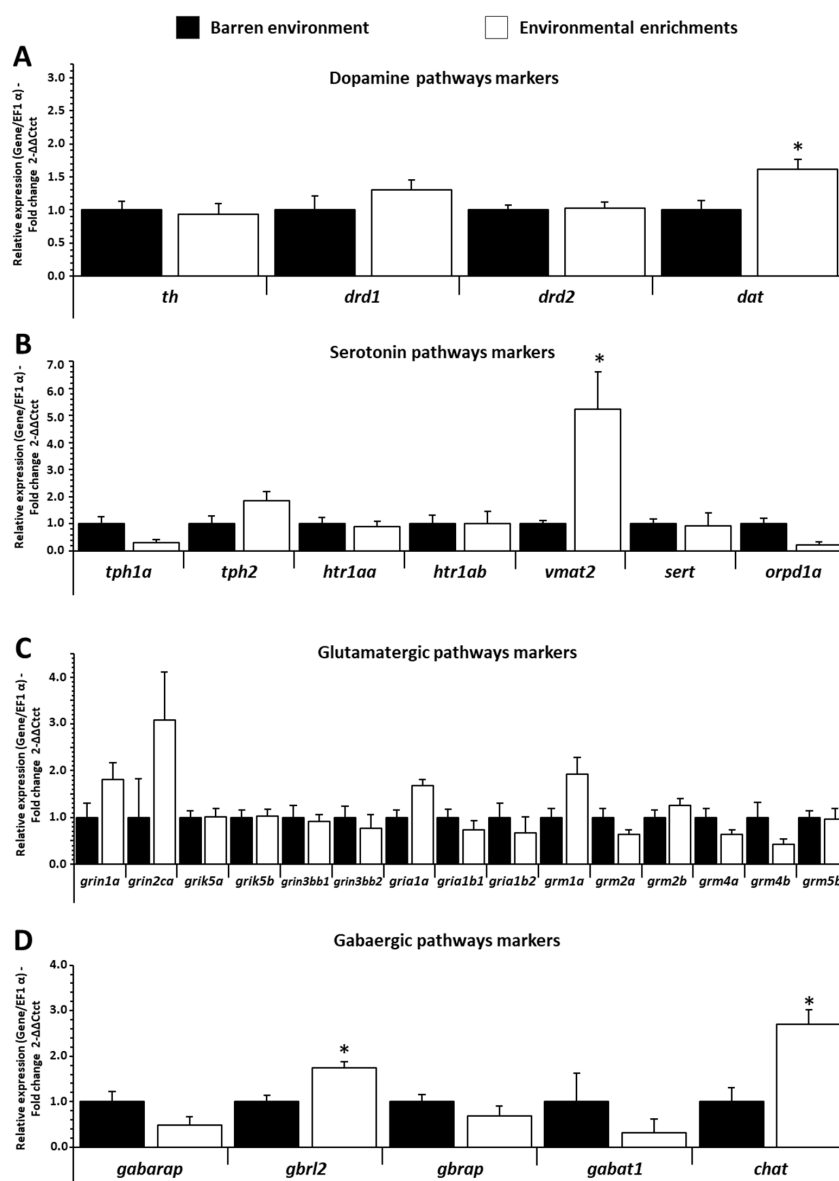 Barren environment Environmental enrichments
A
Dopamine pathways markers
Relative expression (Gene/EF1 α) -
Fold change 2-ΔΔCtct
3.0
2.5
2.0
1.5
1.0
0.5
0.0
*
th drd1 drd2 dat
B
Serotonin pathways markers
Relative expression (Gene/EF1 α) -
Fold change 2-ΔΔCtct
7.0
6.0
5.0
4.0
3.0
2.0
1.0
0.0
*
tph1a tph2 htr1aa htr1ab vmat2 sert orpd1a
C
Glutamatergic pathways markers
Relative expression (Gene/EF1 α) -
Fold change 2-ΔΔCtct
4.0
3.0
2.0
1.0
0.0
grin1a grin2ca grik5a grik5b grin3bb1 grin3bb2 gria1a gria1b1 gria1b2 grm1a grm2a grm2b grm4a grm4b grm5b
D
Gabaergic pathways markers
Relative expression (Gene/EF1 α) -
Fold change 2-ΔΔCtct
4.0
3.0
2.0
1.0
0.0
*
*
gabarap gbrl2 gbrap gabat1 chat